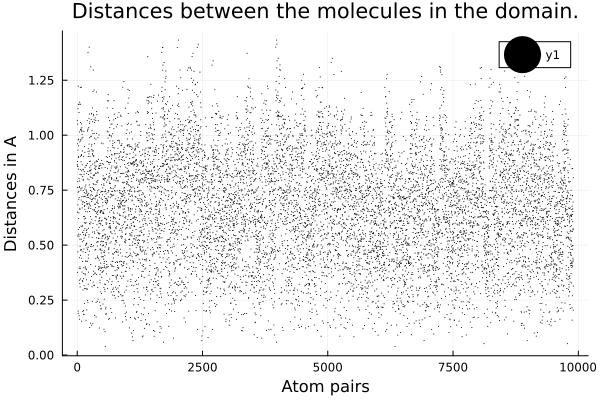 Distances between the molecules in the domain.
y1
Distances in A
1.25
1.00
0.75
0.50
0.25
0.00
0 2500 5000 7500 10000
Atom pairs